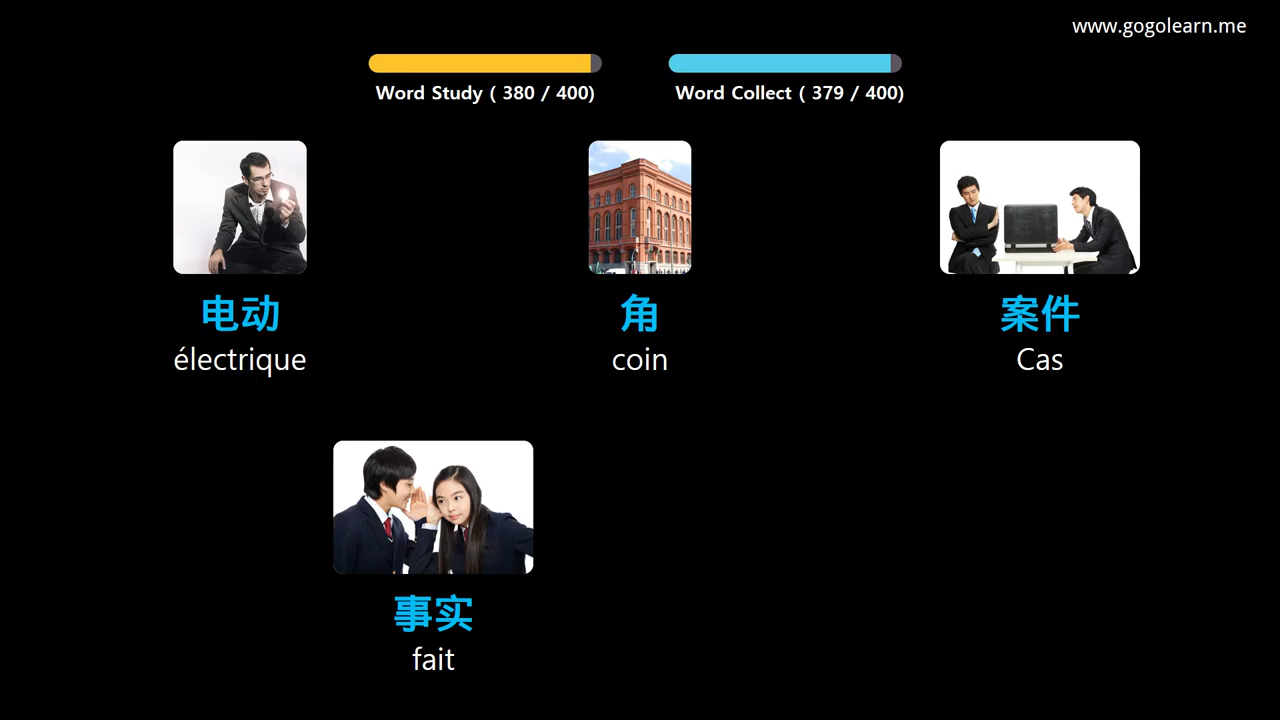 www.gogolearn.me
Word Study ( 380 / 400)
Word Collect ( 379 / 400)
电动
électrique
角
coin
案件
Cas
事实
fait